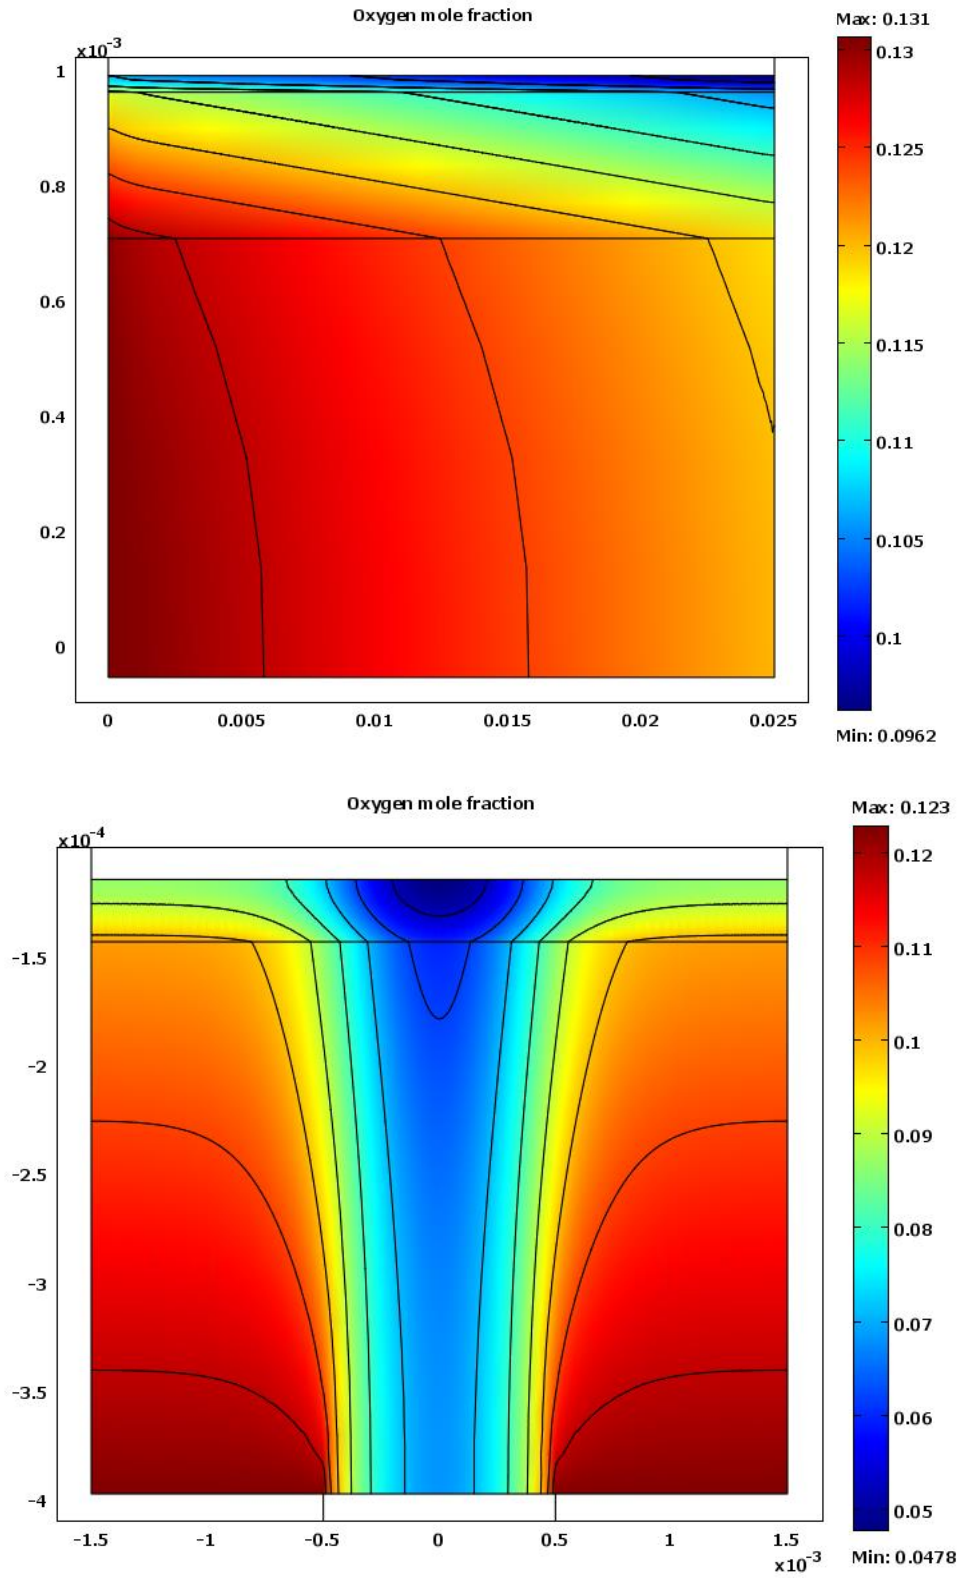 Oxygen mole fraction
Max: 0.131
x10-3
1
0.8
0.6
0.4
0.2
0
0 0.005 0.01 0.015 0.02 0.025
0.13
0.125
0.12
0.115
0.11
0.105
0.1
Min: 0.0962
Oxygen mole fraction
Max: 0.123
x10-4
-1.5
-2
-2.5
-3
-3.5
-4
-1.5 -1 -0.5 0 0.5 1 1.5
x10-3
0.12
0.11
0.1
0.09
0.08
0.07
0.06
0.05
Min: 0.0478